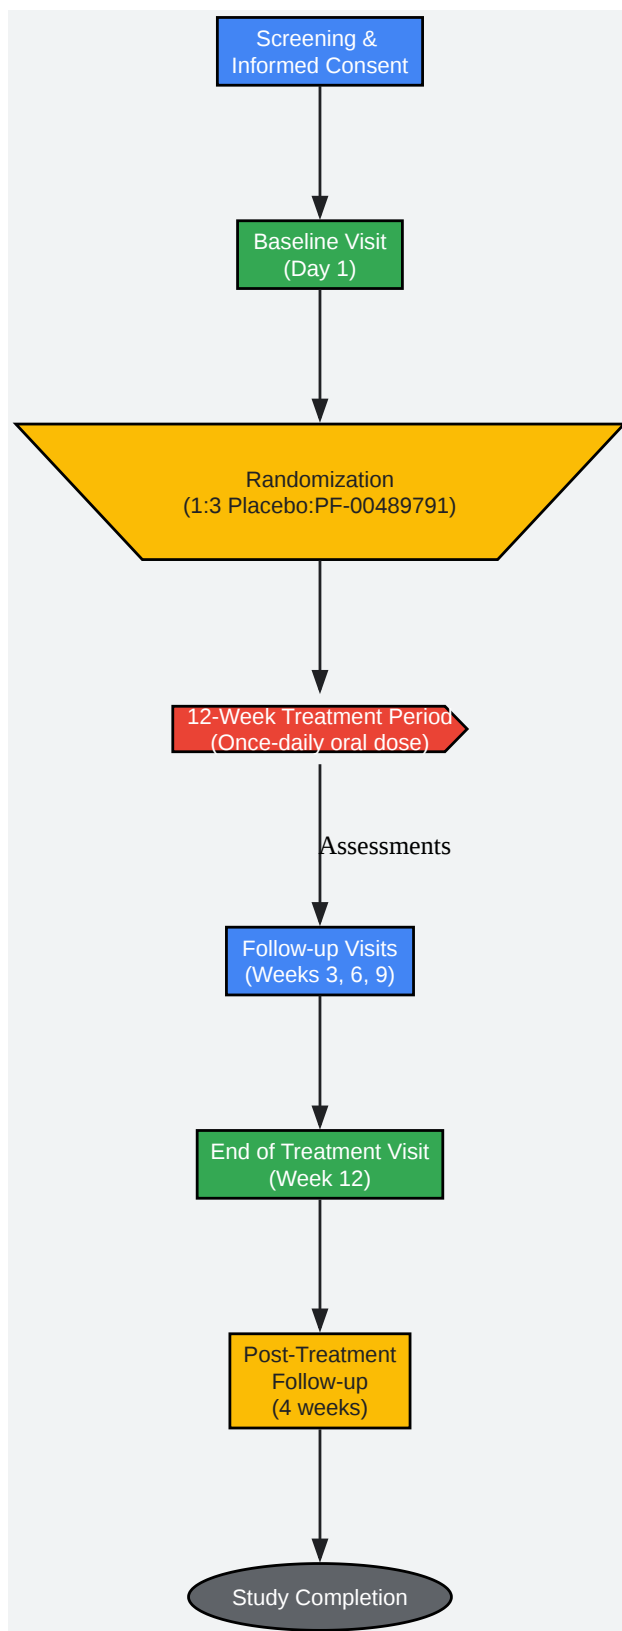 Screening &
Informed Consent
Baseline Visit
(Day 1)
Randomization
(1:3 Placebo:PF-00489791)
12-Week Treatment Period
(Once-daily oral dose)
Assessments
Follow-up Visits
(Weeks 3, 6, 9)
End of Treatment Visit
(Week 12)
Post-Treatment
Follow-up
(4 weeks)
Study Completion